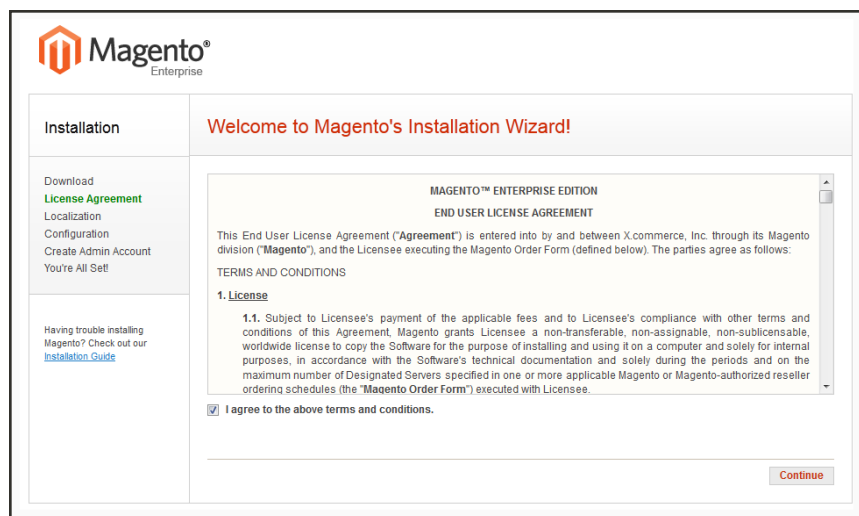 Magento®
Enterprise
Installation
Welcome to Magento's Installation Wizard!
Download
License Agreement
Localization
Configuration
Create Admin Account
You're All Set!
Having trouble installing
Magento? Check out our
Installation Guide
MAGENTO™ ENTERPRISE EDITION
END USER LICENSE AGREEMENT
This End User License Agreement ("Agreement") is entered into by and between X.commerce, Inc. through its Magento
division ("Magento"), and the Licensee executing the Magento Order Form (defined below). The parties agree as follows:
TERMS AND CONDITIONS
1. License
1.1. Subject to Licensee's payment of the applicable fees and to Licensee's compliance with other terms and
conditions of this Agreement, Magento grants Licensee a non-transferable, non-assignable, non-sublicensable,
worldwide license to copy the Software for the purpose of installing and using it on a computer and solely for internal
purposes, in accordance with the Software's technical documentation and solely during the periods and on the
maximum number of Designated Servers specified in one or more applicable Magento or Magento-authorized reseller
ordering schedules (the "Magento Order Form") executed with Licensee.
I agree to the above terms and conditions.
Continue